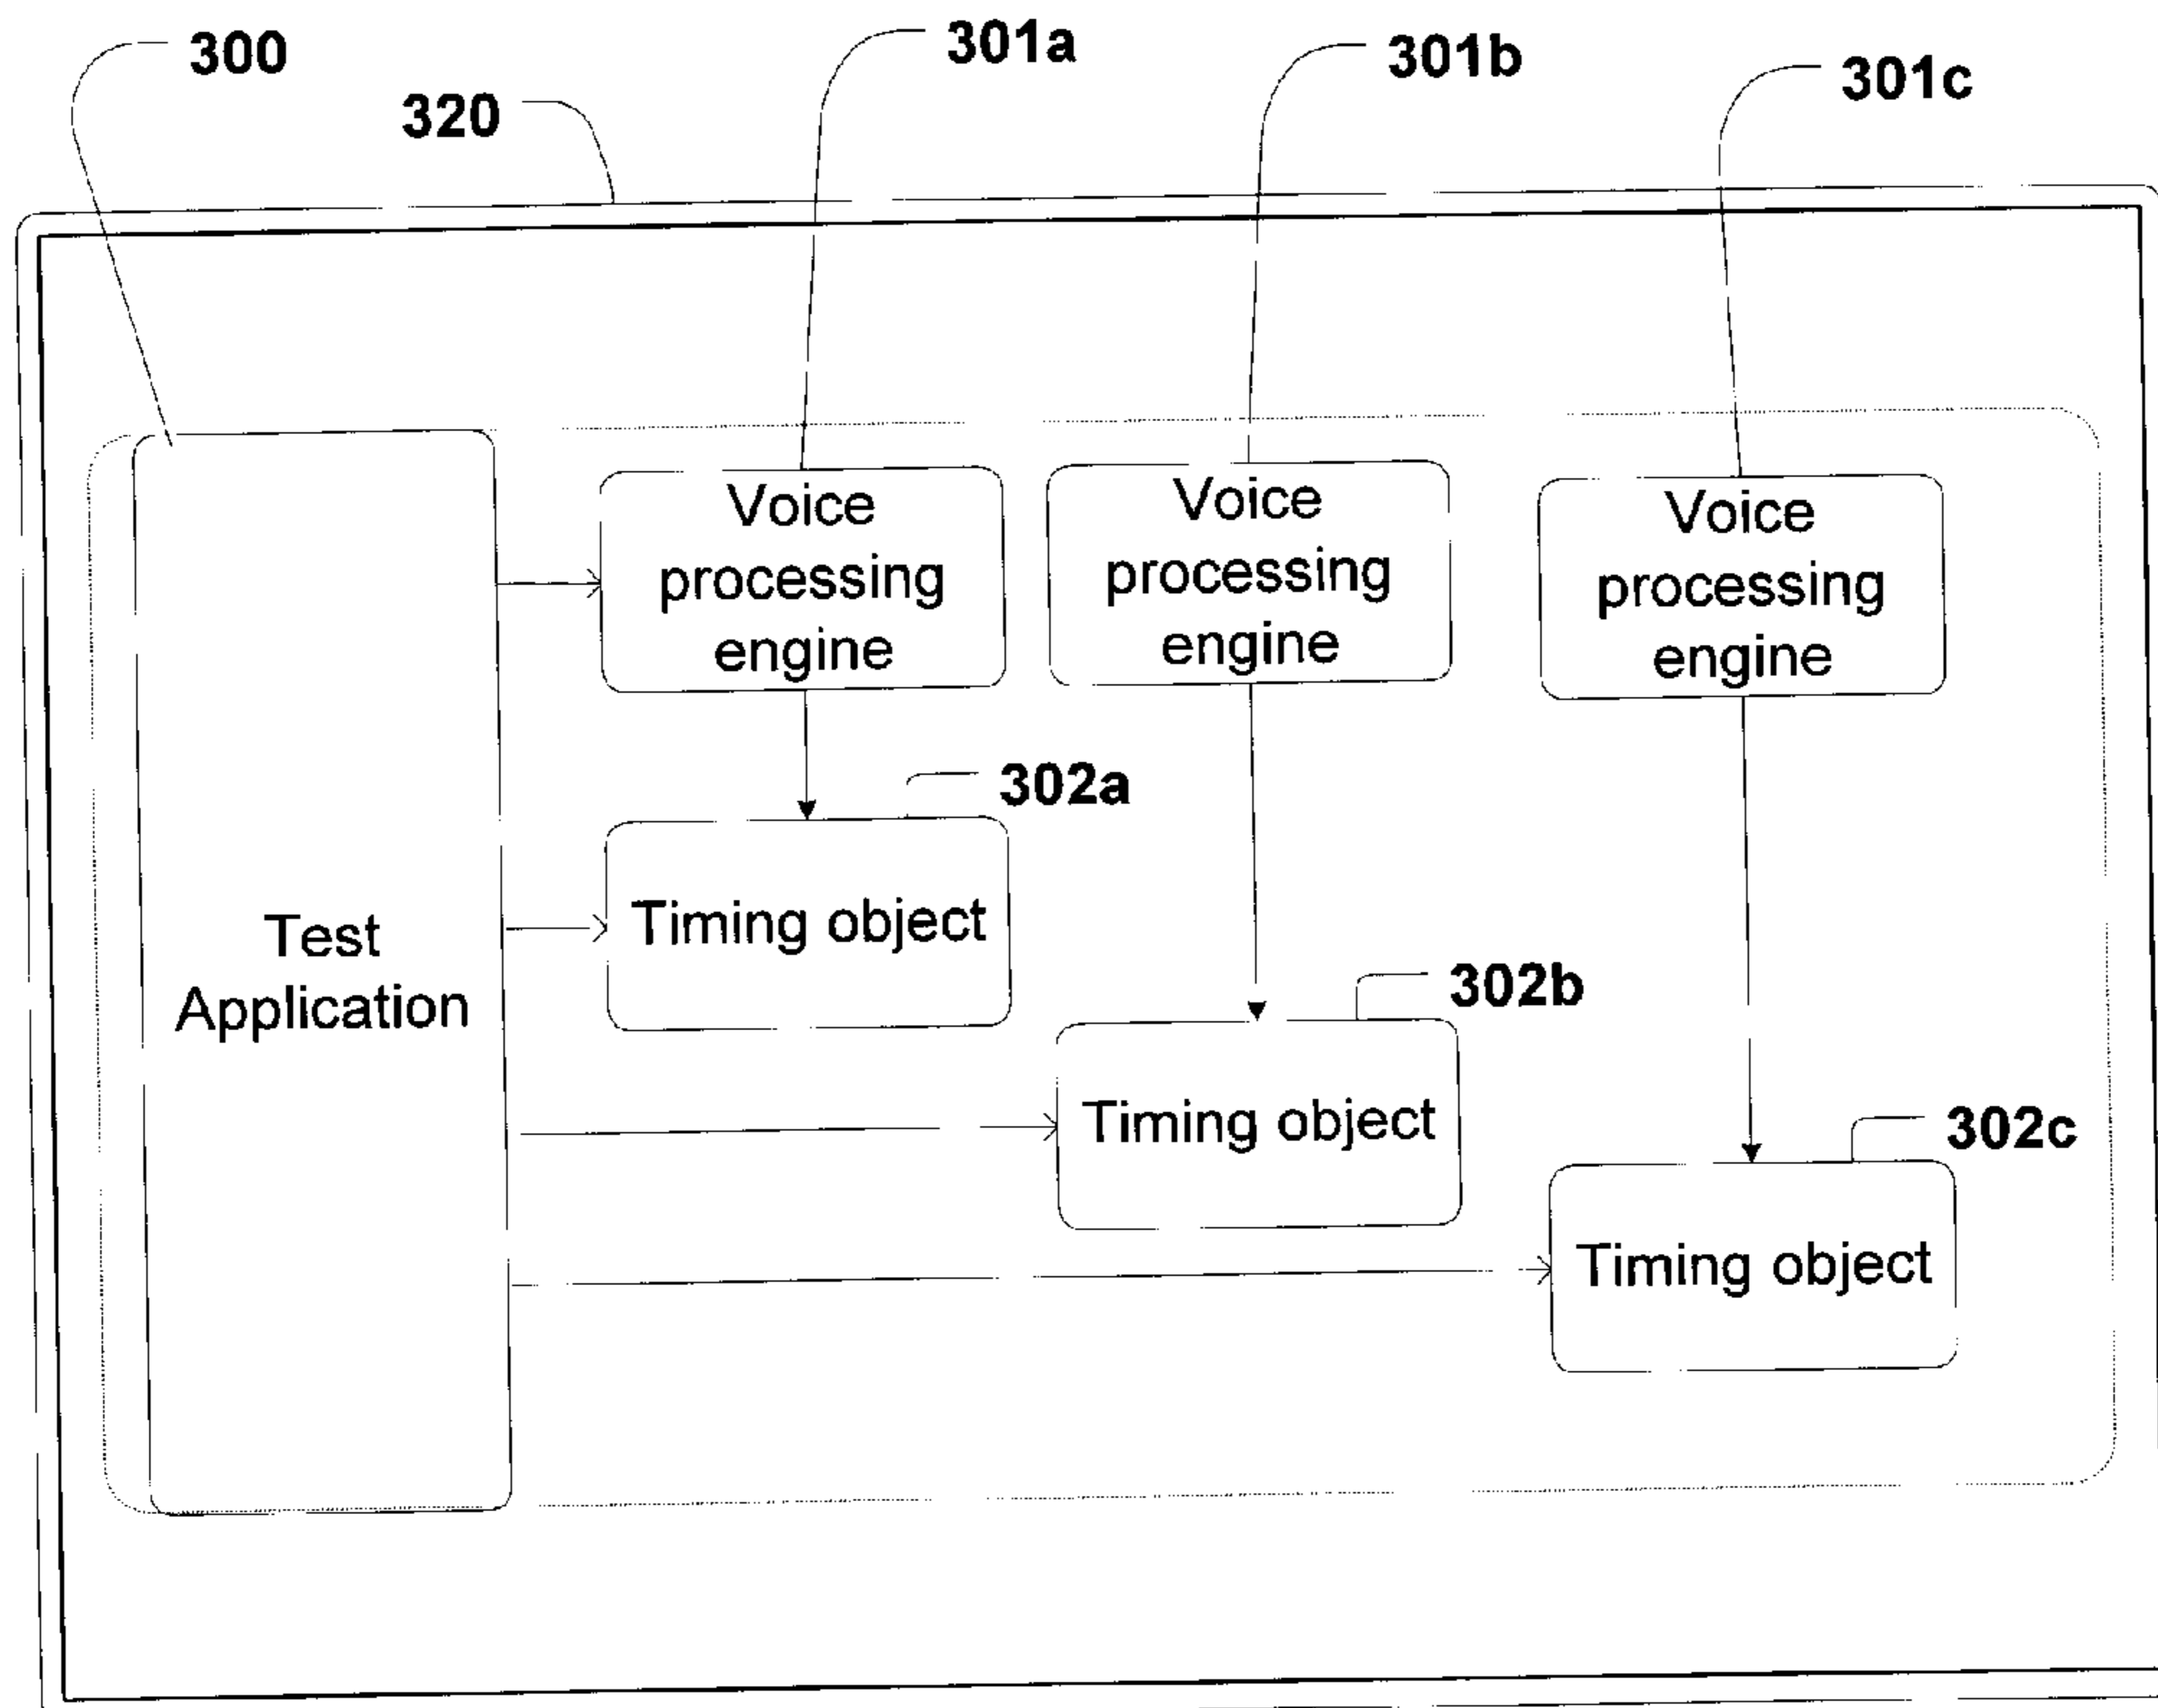 300
301a
301b
301c
320
Voice
processing
engine
Voice
processing
engine
Voice
processing
engine
302a
Timing object
Test
Application
302b
Timing object
302c
Timing object